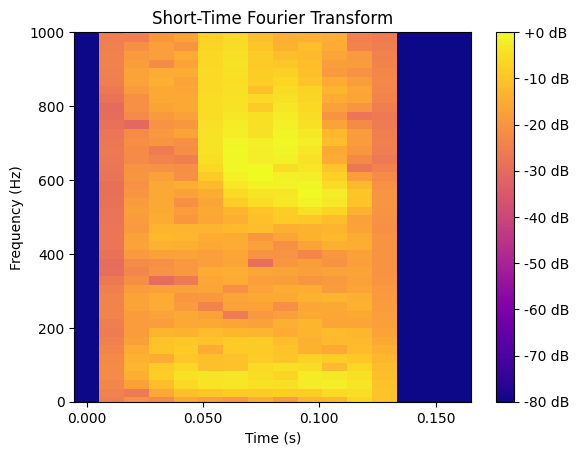 Short-Time Fourier Transform
1000
800
600
400
200
0
Frequency (Hz)
0.000
0.050
0.100
0.150
Time (s)
+0 dB
-10 dB
-20 dB
-30 dB
-40 dB
-50 dB
-60 dB
-70 dB
-80 dB